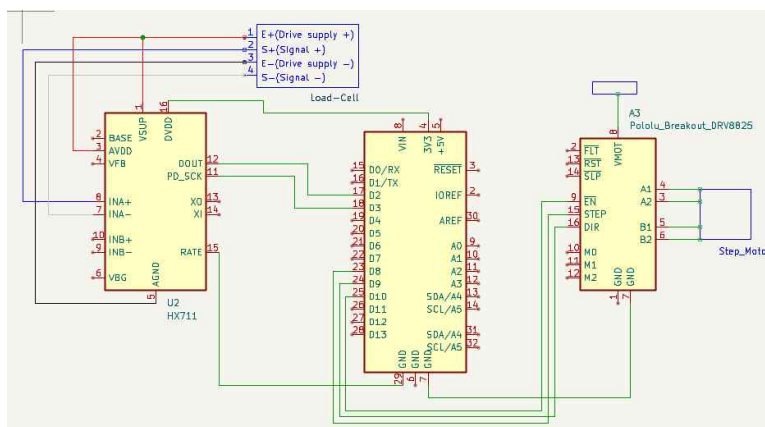 1 E+(Drive supply +)
2 S+(Signal +)
3 E-(Drive supply -)
4 S-(Signal -)
Load-Cell
A3
Pololu_Breakout_DRV8825
1 VSUP
16 DVDD
2 BASE
3 AVDD
4 VFB
DOUT 12
PD_SCK 11
8 INA+
7 INA-
XO 13
XI 14
10 INB+
9 INB-
RATE 15
6 VBG
5 AGND
U2
HX711
8 VIN
4 3V3
5 +5V
15 D0/RX
16 D1/TX
17 D2
18 D3
19 D4
20 D5
21 D6
22 D7
23 D8
24 D9
25 D10
26 D11
27 D12
28 D13
RESET 3
IOREF 2
AREF 30
A0 9
A1 10
A2 11
A3 12
SDA/A4 13
SCL/A5 14
SDA/A4 31
SCL/A5 32
29 GND
6 GND
7 GND
8 VMOT
2 FLT
13 RST
14 SLP
9 EN
15 STEP
16 DIR
10 M0
11 M1
12 M2
A1 4
A2 3
B1 5
B2 6
1 GND
7 GND
Step_Moto